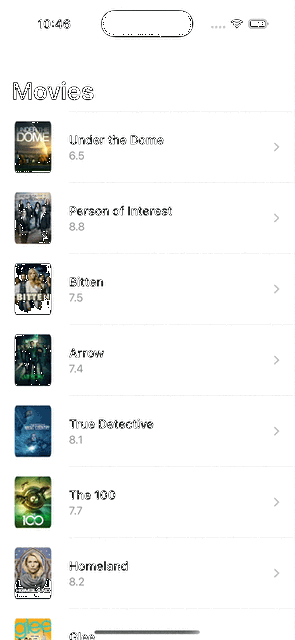 10:46
Movies
UNDER THE
DOME
Under the Dome
6.5
Person of Interest
8.8
BITTEN
Bitten
7.5
Arrow
7.4
True Detective
8.1
100
The 100
7.7
Homeland
8.2
glee
Glee